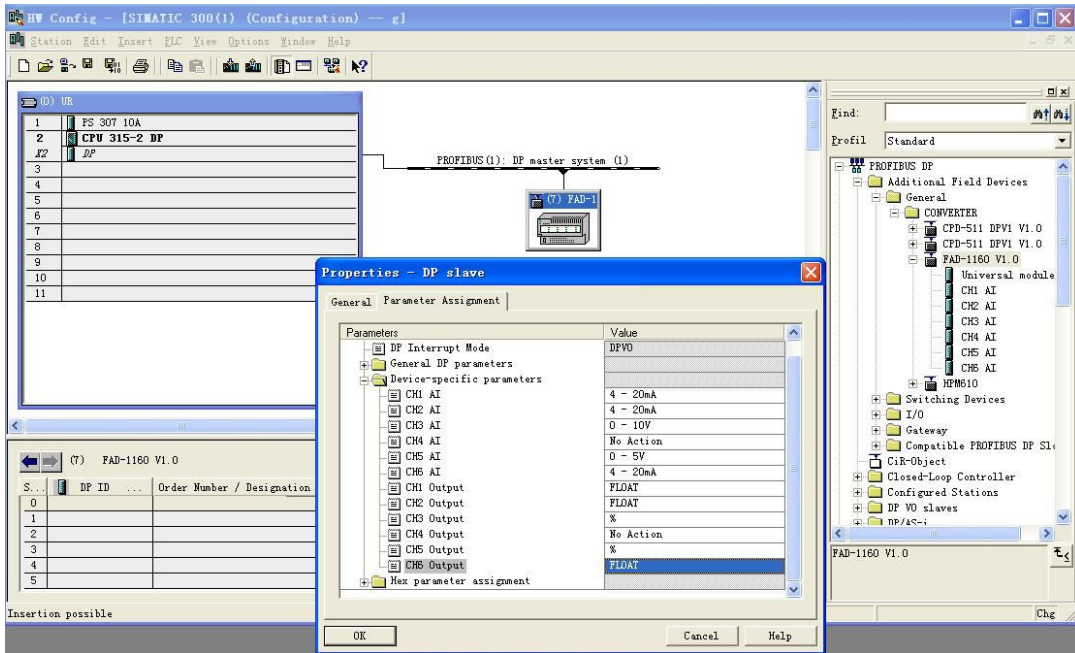 HW Config - [SIMATIC 300(1) (Configuration) -- g]
Station Edit Insert PLC View Options Window Help
(0) UR
1 PS 307 10A
2 CPU 315-2 DP
X2 DP
3
4
5
6
7
8
9
10
11
PROFIBUS(1): DP master system (1)
(7) FAD-1
Find:
Profil Standard
PROFIBUS DP
Additional Field Devices
General
CONVERTER
CPD-511 DPV1 V1.0
CPD-511 DPV1 V1.0
FAD-1160 V1.0
Universal module
CH1 AI
CH2 AI
CH3 AI
CH4 AI
CH5 AI
CH6 AI
HPM610
Switching Devices
I/O
Gateway
Compatible PROFIBUS DP Sl
CiR-Object
Closed-Loop Controller
Configured Stations
DP V0 slaves
DP/AS-i
FAD-1160 V1.0
Properties - DP slave
General Parameter Assignment
Parameters Value
DP Interrupt Mode DPV0
General DP parameters
Device-specific parameters
CH1 AI 4 - 20mA
CH2 AI 4 - 20mA
CH3 AI 0 - 10V
CH4 AI No Action
CH5 AI 0 - 5V
CH6 AI 4 - 20mA
CH1 Output FLOAT
CH2 Output FLOAT
CH3 Output %
CH4 Output No Action
CH5 Output %
CH6 Output FLOAT
Hex parameter assignment
OK Cancel Help
(7) FAD-1160 V1.0
S... DP ID ... Order Number / Designation
0
1
2
3
4
5
Insertion possible
Chg